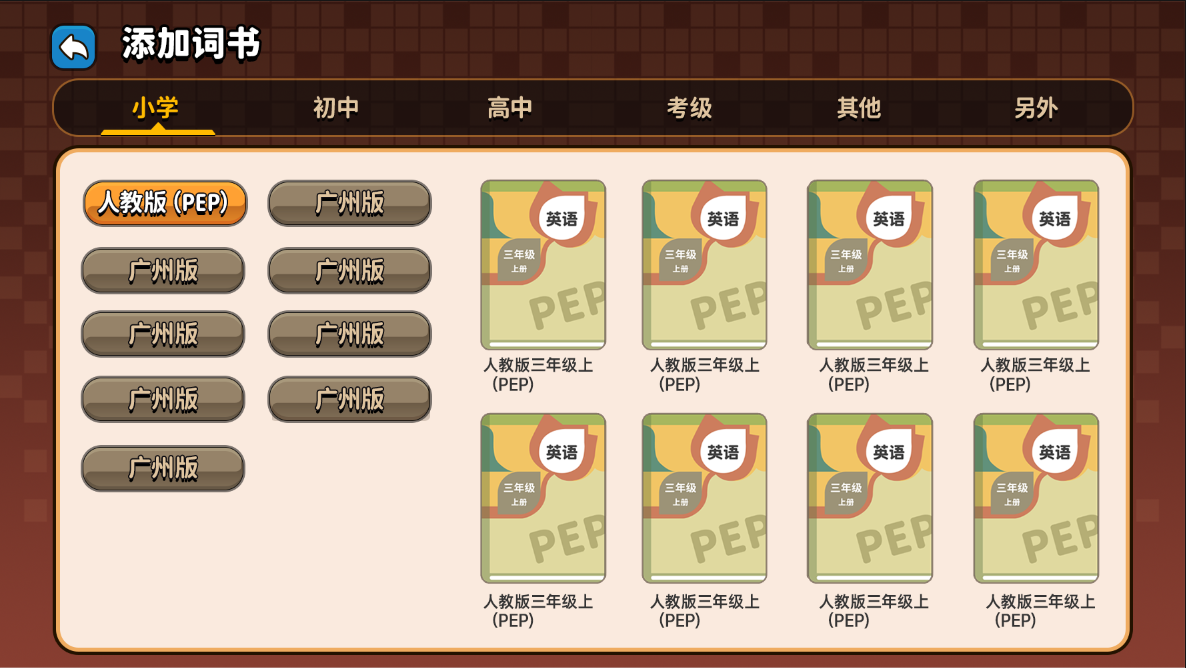 添加词书
小学
初中
高中
考级
其他
另外
人教版 (PEP)
广州版
广州版
广州版
广州版
广州版
广州版
广州版
广州版
英语
三年级
上册
PEP
人教版三年级上
(PEP)
英语
三年级
上册
PEP
人教版三年级上
(PEP)
英语
三年级
上册
PEP
人教版三年级上
(PEP)
英语
三年级
上册
PEP
人教版三年级上
(PEP)
英语
三年级
上册
PEP
人教版三年级上
(PEP)
英语
三年级
上册
PEP
人教版三年级上
(PEP)
英语
三年级
上册
PEP
人教版三年级上
(PEP)
英语
三年级
上册
PEP
人教版三年级上
(PEP)